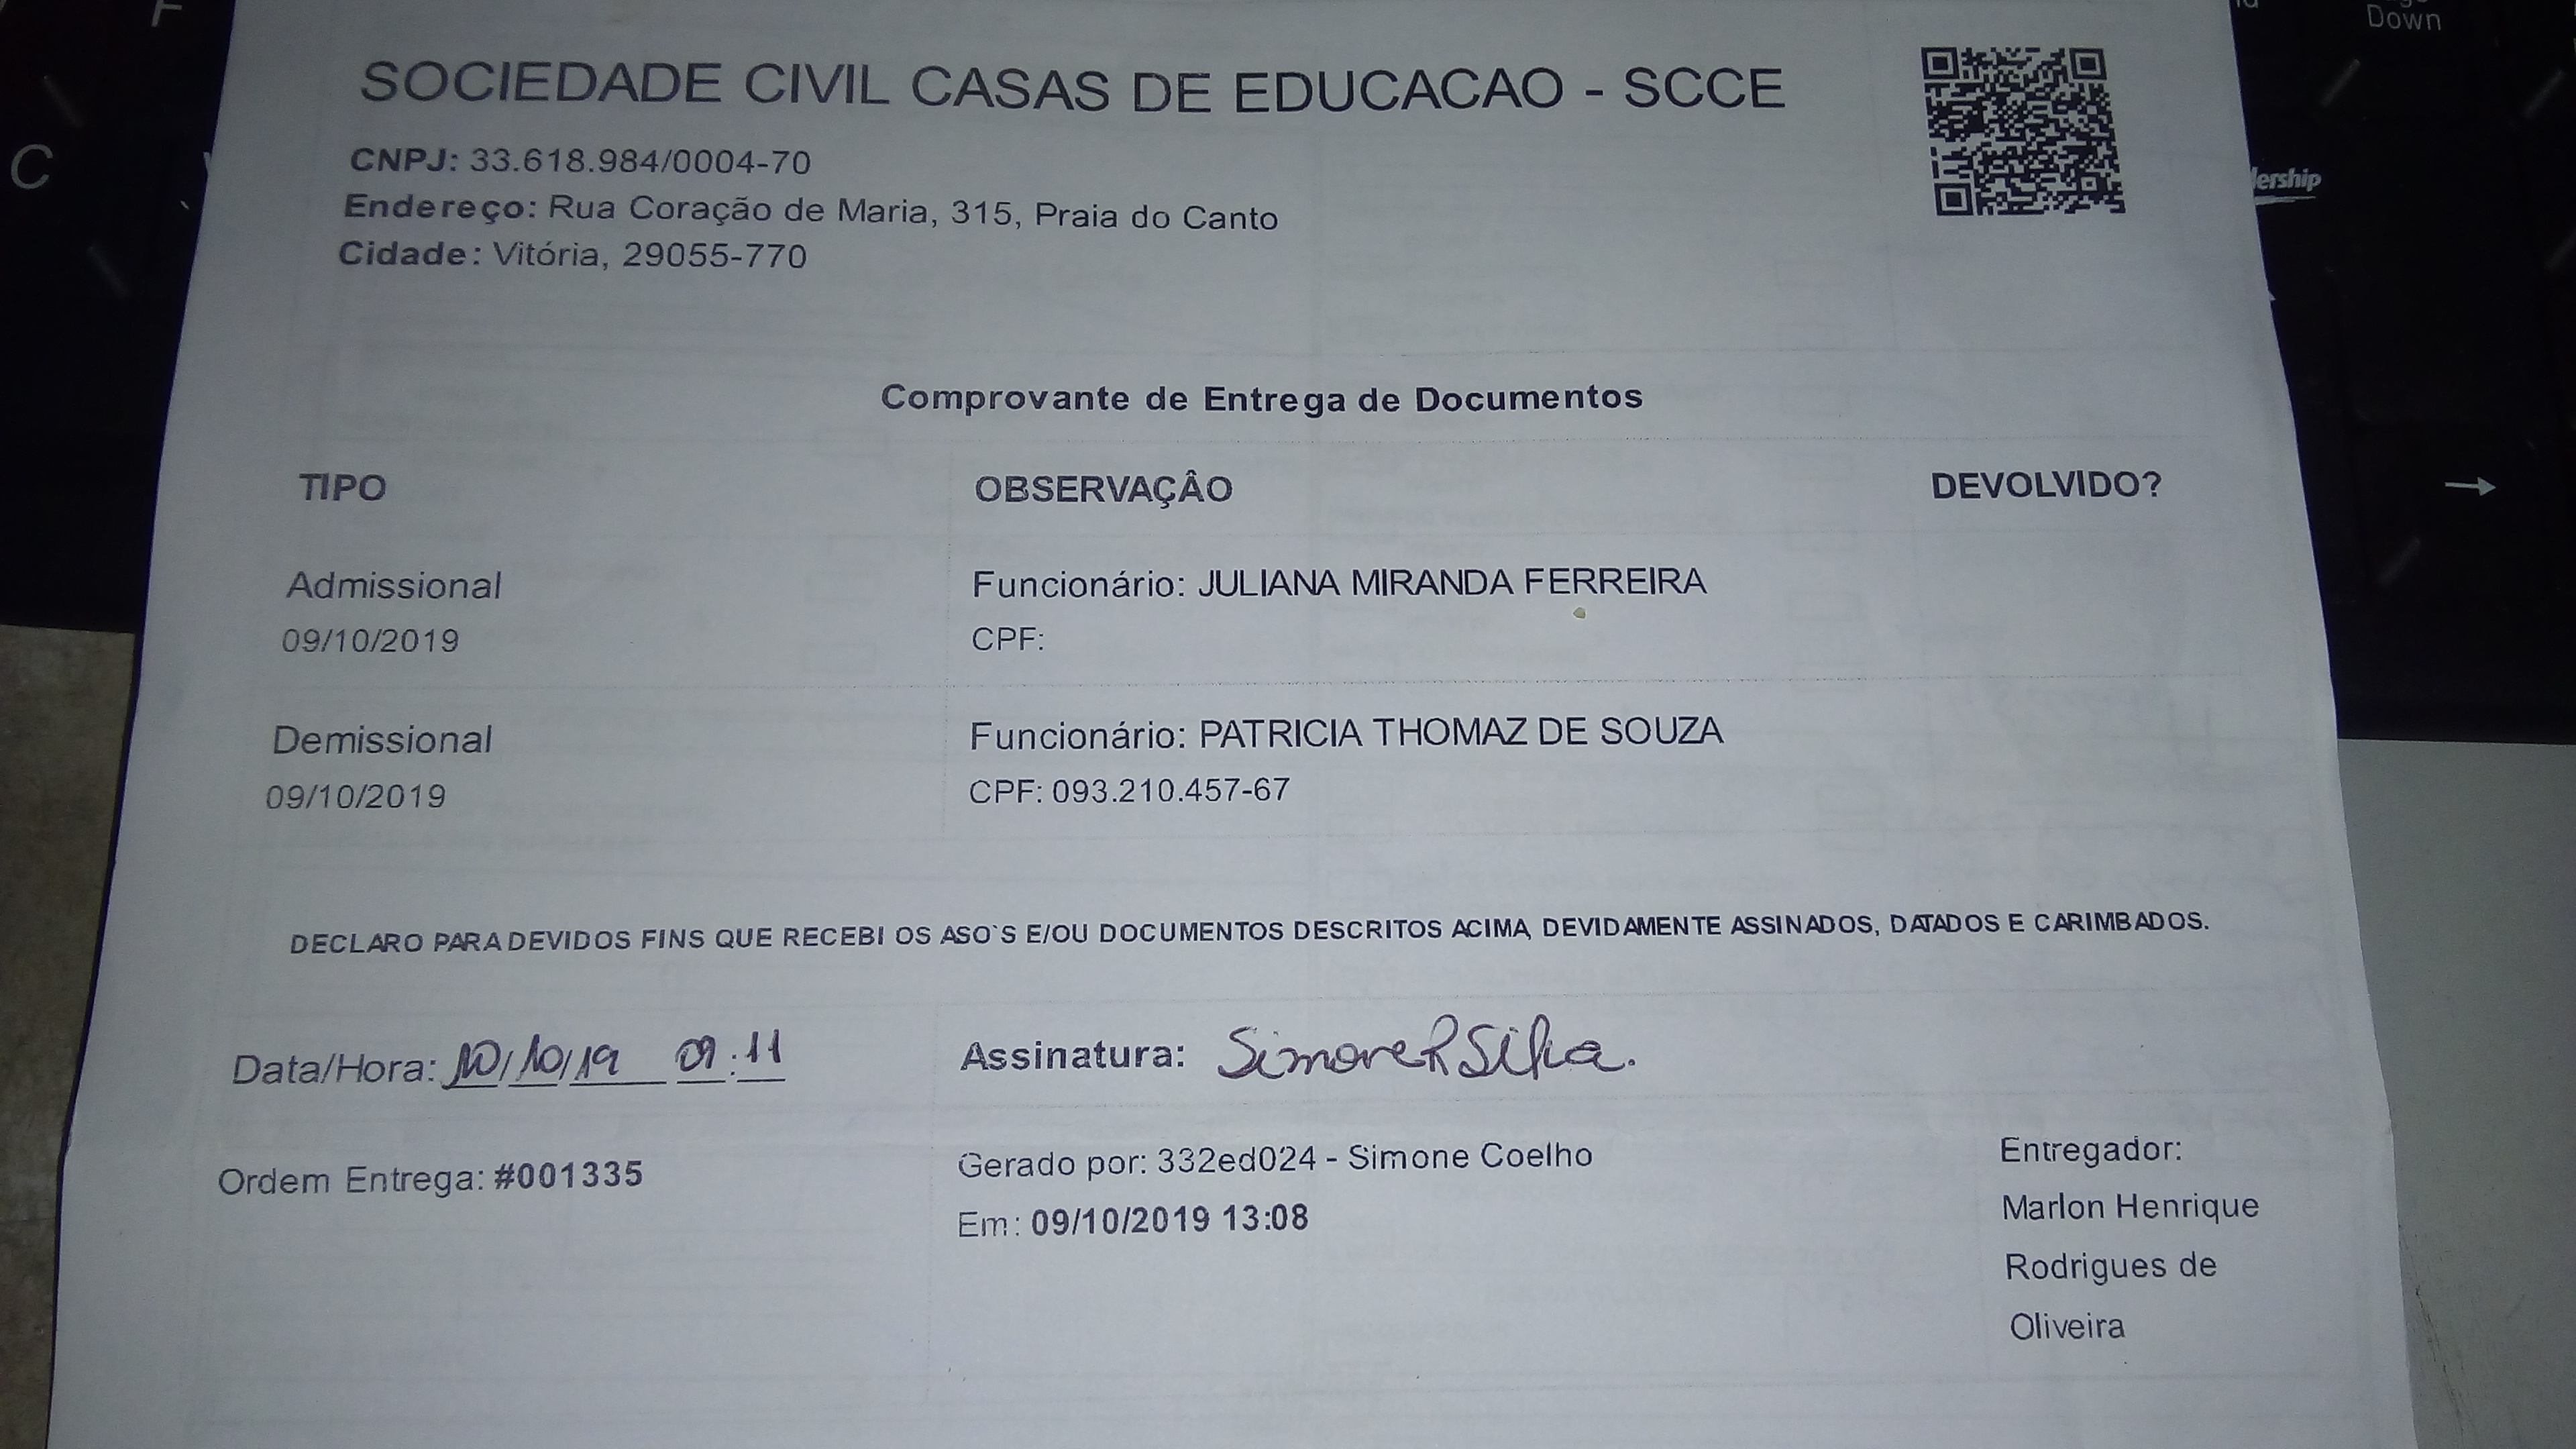 F
Down
C
ership
SOCIEDADE CIVIL CASAS DE EDUCACAO - SCCE
CNPJ: 33.618.984/0004-70
Endereço: Rua Coração de Maria, 315, Praia do Canto
Cidade: Vitória, 29055-770
Comprovante de Entrega de Documentos
TIPO OBSERVAÇÂO DEVOLVIDO?
Admissional Funcionário: JULIANA MIRANDA FERREIRA
09/10/2019 CPF:
Demissional Funcionário: PATRICIA THOMAZ DE SOUZA
09/10/2019 CPF: 093.210.457-67
DECLARO PARA DEVIDOS FINS QUE RECEBI OS ASO`S E/OU DOCUMENTOS DESCRITOS ACIMA, DEVIDAMENTE ASSINADOS, DATADOS E CARIMBADOS.
Data/Hora: 10/10/19 09:11 Assinatura: Simone R Silva.
Ordem Entrega: #001335
Gerado por: 332ed024 - Simone Coelho
Em: 09/10/2019 13:08
Entregador:
Marlon Henrique
Rodrigues de
Oliveira